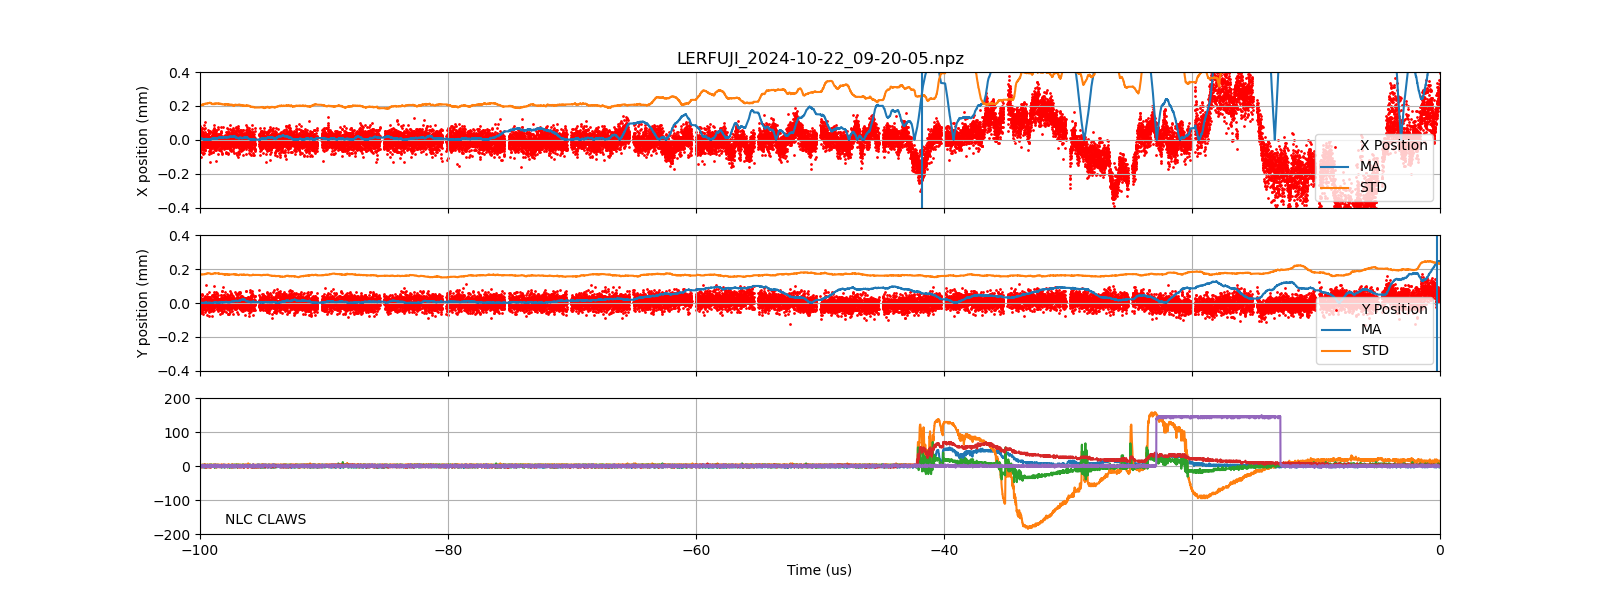 LERFUJI_2024-10-22_09-20-05.npz
X position (mm)
0.4
0.2
0.0
−0.2
−0.4
X Position
MA
STD
Y position (mm)
0.4
0.2
0.0
−0.2
−0.4
Y Position
MA
STD
200
100
0
−100
−200
NLC CLAWS
−100 −80 −60 −40 −20 0
Time (us)